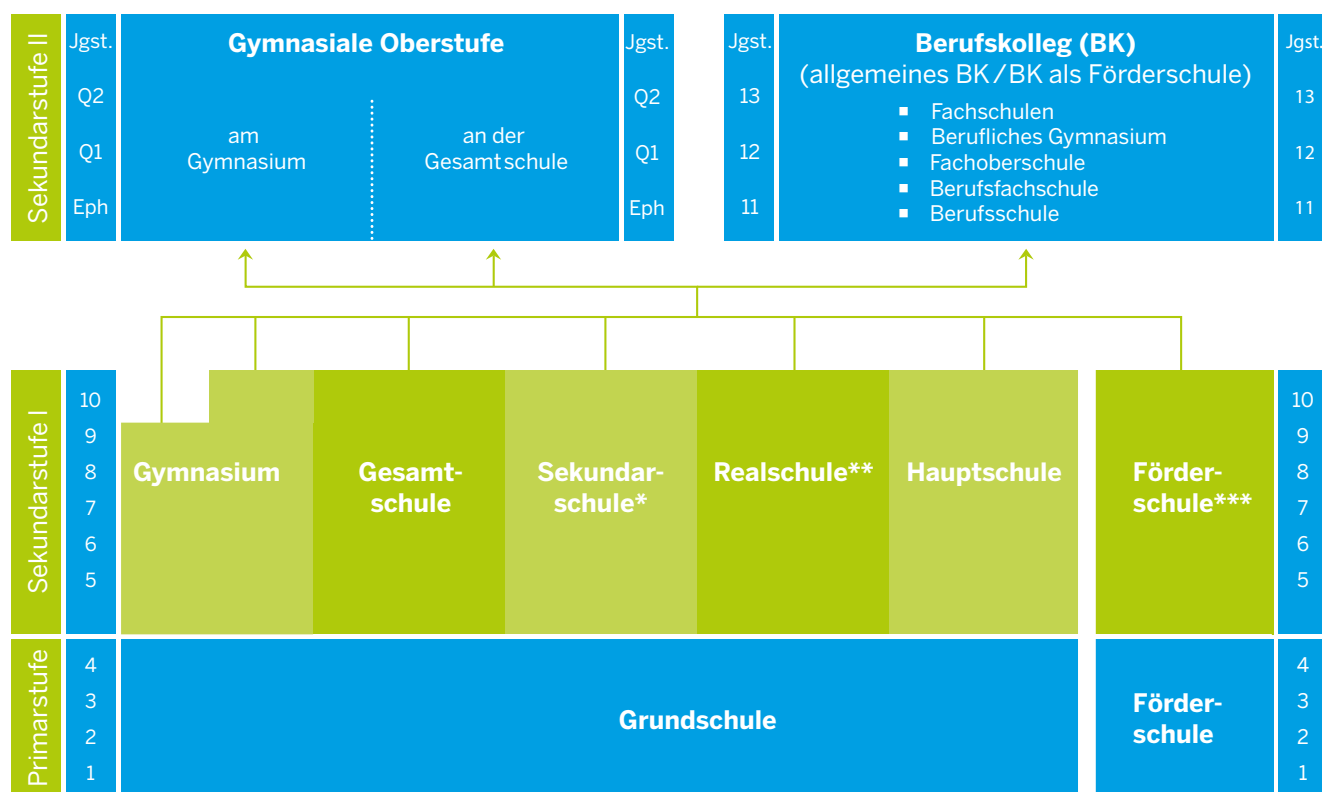 Sekundarstufe II
Jgst.
Q2
Q1
Eph
Gymnasiale Oberstufe
am
Gymnasium
an der
Gesamtschule
Jgst.
Q2
Q1
Eph
Jgst.
13
12
11
Berufskolleg (BK)
(allgemeines BK/BK als Förderschule)
▪ Fachschulen
▪ Berufliches Gymnasium
▪ Fachoberschule
▪ Berufsfachschule
▪ Berufsschule
Jgst.
13
12
11
Sekundarstufe I
10
9
8
7
6
5
Gymnasium
Gesamt-
schule
Sekundar-
schule*
Realschule**
Hauptschule
Förder-
schule***
10
9
8
7
6
5
Primarstufe
4
3
2
1
Grundschule
Förder-
schule
4
3
2
1